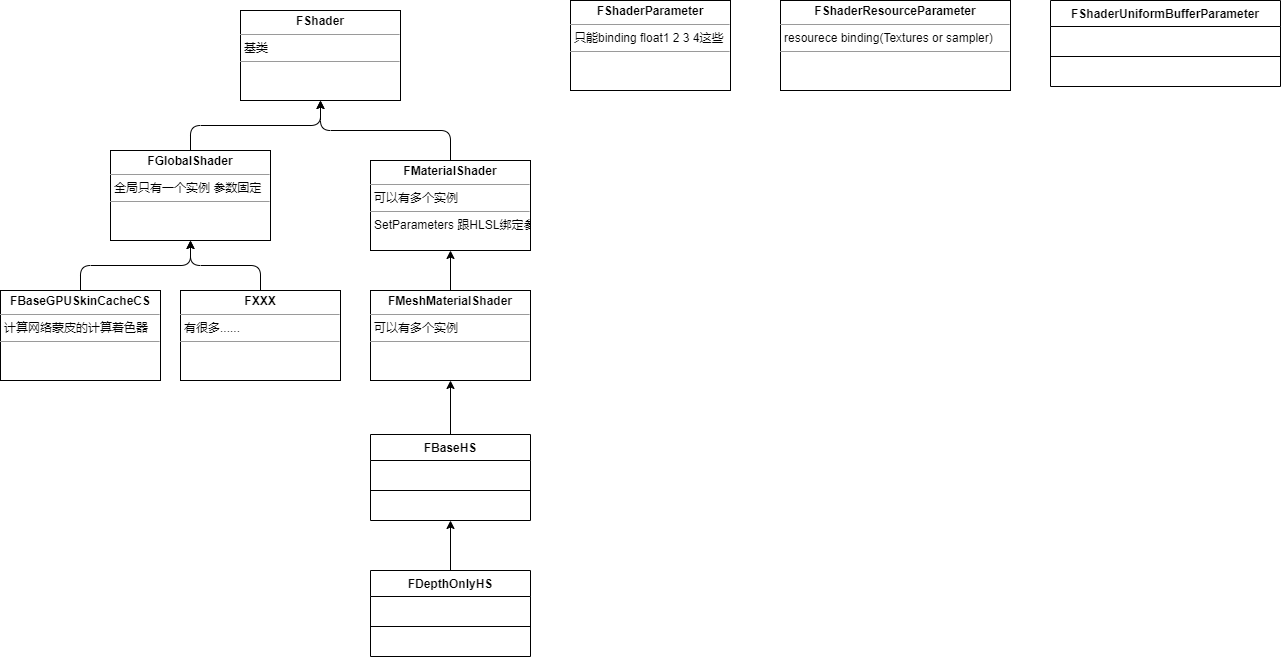 FShader
基类
FShaderParameter
只能binding float1 2 3 4这些
FShaderResourceParameter
resourece binding(Textures or sampler)
FShaderUniformBufferParameter
FGlobalShader
全局只有一个实例 参数固定
FMaterialShader
可以有多个实例
SetParameters 跟HLSL绑定
FBaseGPUSkinCacheCS
计算网络蒙皮的计算着色器
FXXX
有很多......
FMeshMaterialShader
可以有多个实例
FBaseHS
FDepthOnlyHS